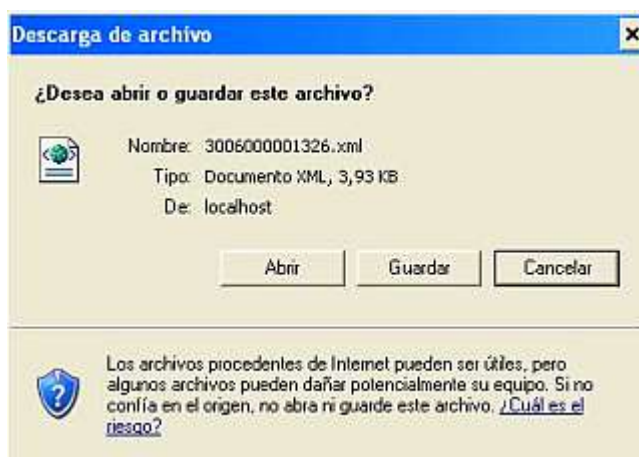 Descarga de archivo
¿Desea abrir o guardar este archivo?
Nombre: 3006000001326.xml
Tipo: Documento XML, 3,93 KB
De: localhost
Abrir Guardar Cancelar
Los archivos procedentes de Internet pueden ser útiles, pero
algunos archivos pueden dañar potencialmente su equipo. Si no
confía en el origen, no abra ni guarde este archivo. ¿Cuál es el
riesgo?